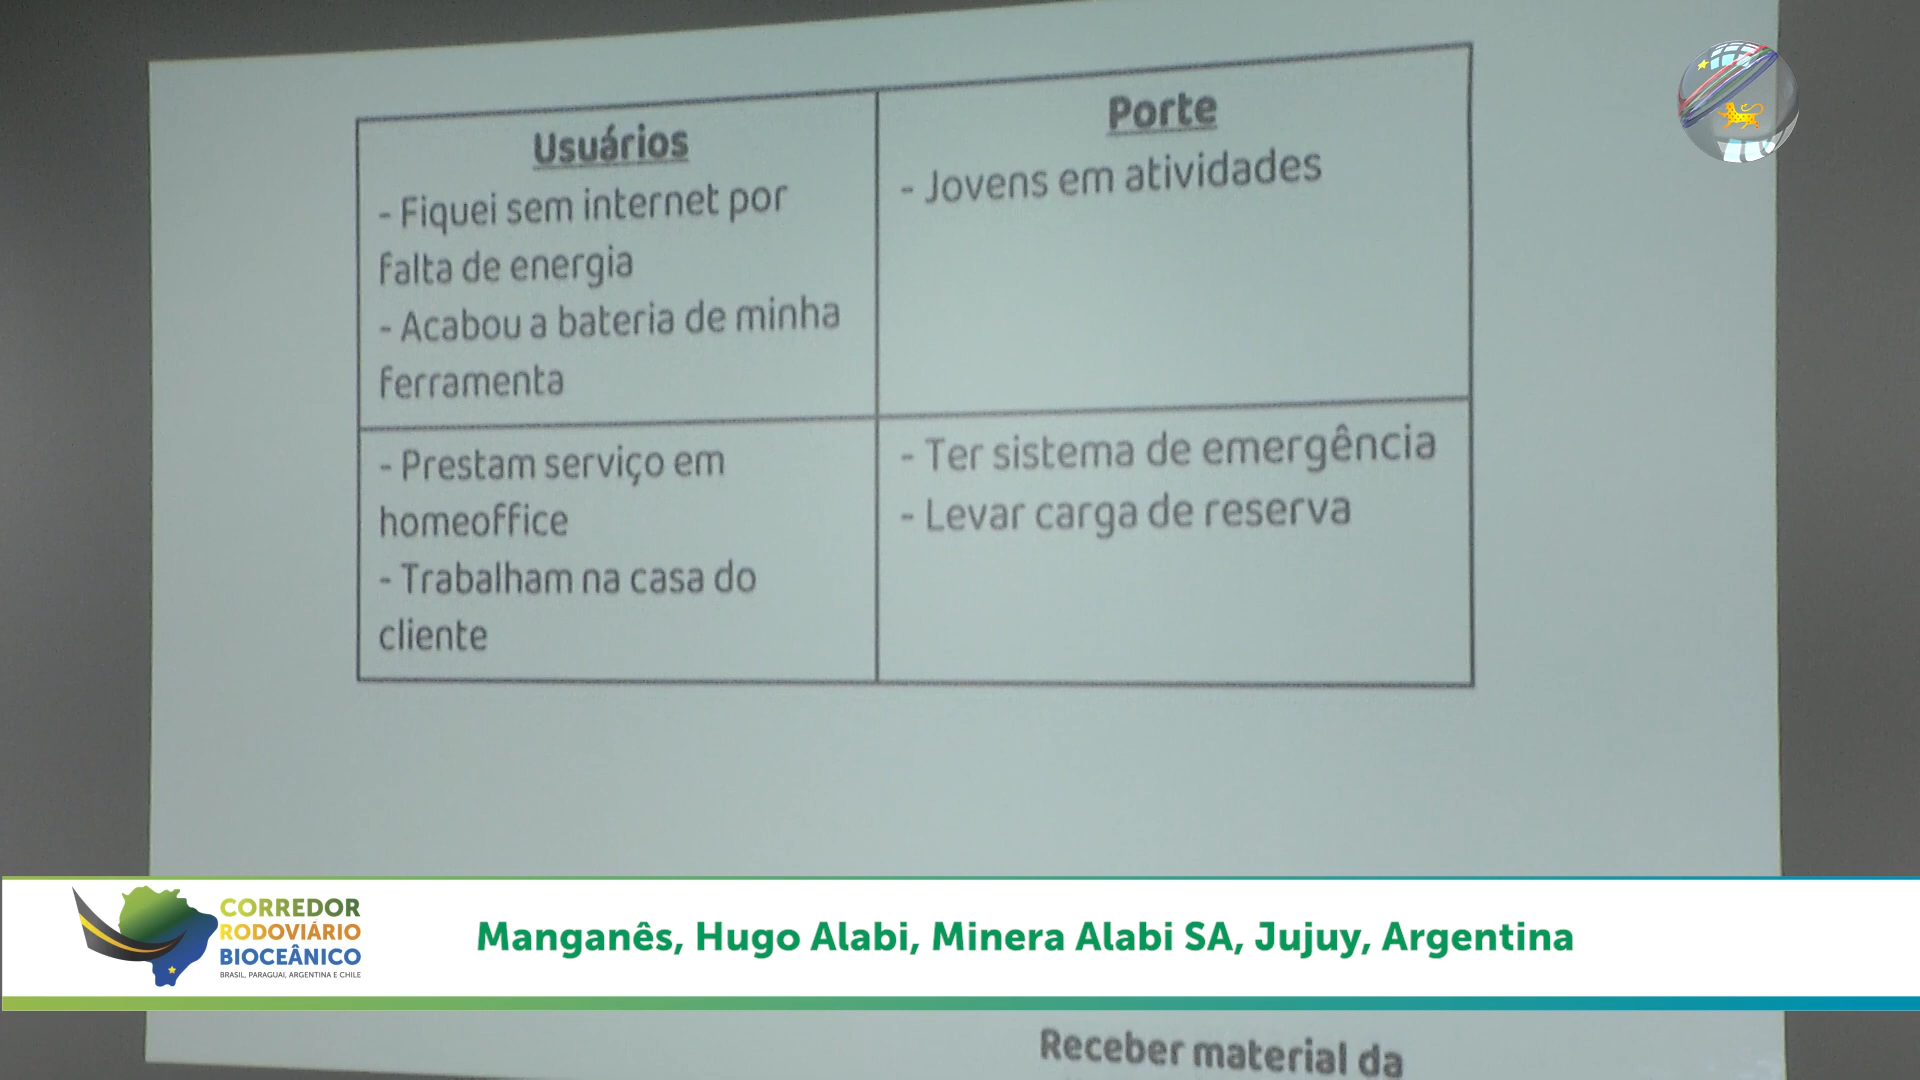 Usuários
- Fiquei sem internet por
falta de energia
- Acabou a bateria de minha
ferramenta
Porte
- Jovens em atividades
- Prestam serviço em
homeoffice
- Trabalham na casa do
cliente
- Ter sistema de emergência
- Levar carga de reserva
CORREDOR
RODOVIÁRIO
BIOCEÂNICO
BRASIL, PARAGUAI, ARGENTINA E CHILE
Manganês, Hugo Alabi, Minera Alabi SA, Jujuy, Argentina
Receber material da